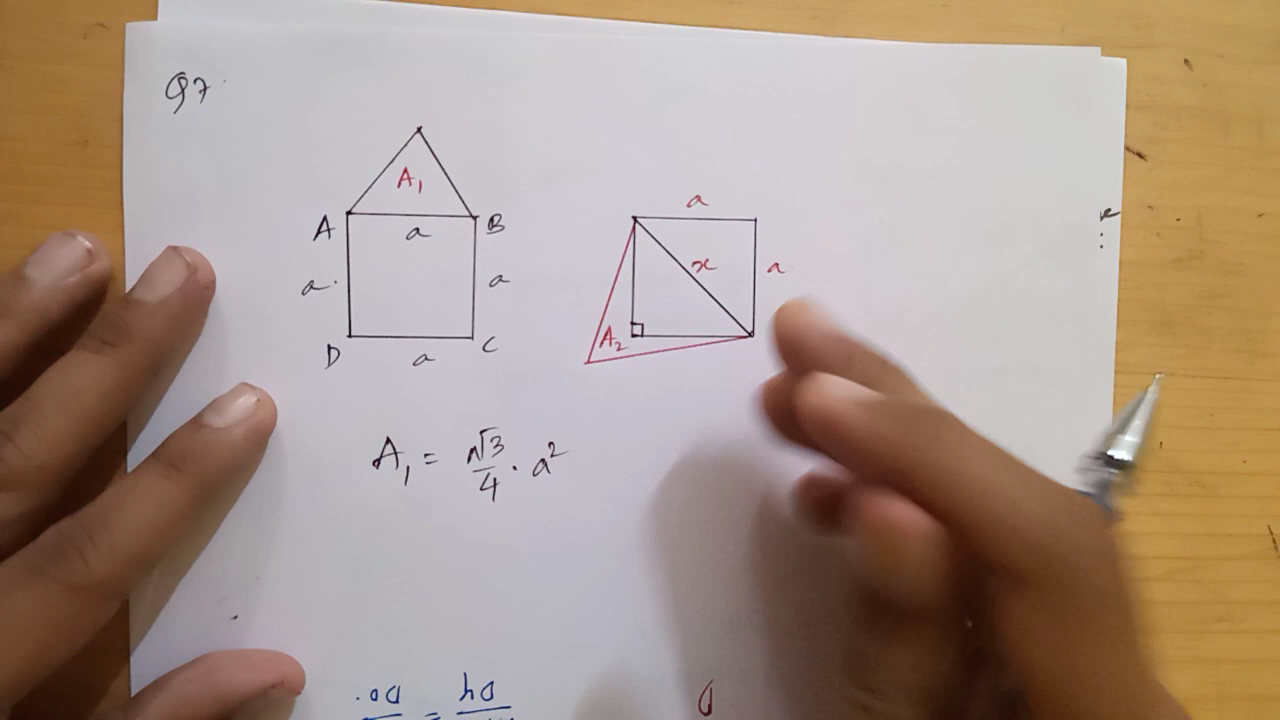 Q7.
A₁
A a B
a. a
D a C
a
x a
A₂
A₁ = √3/4 · a²